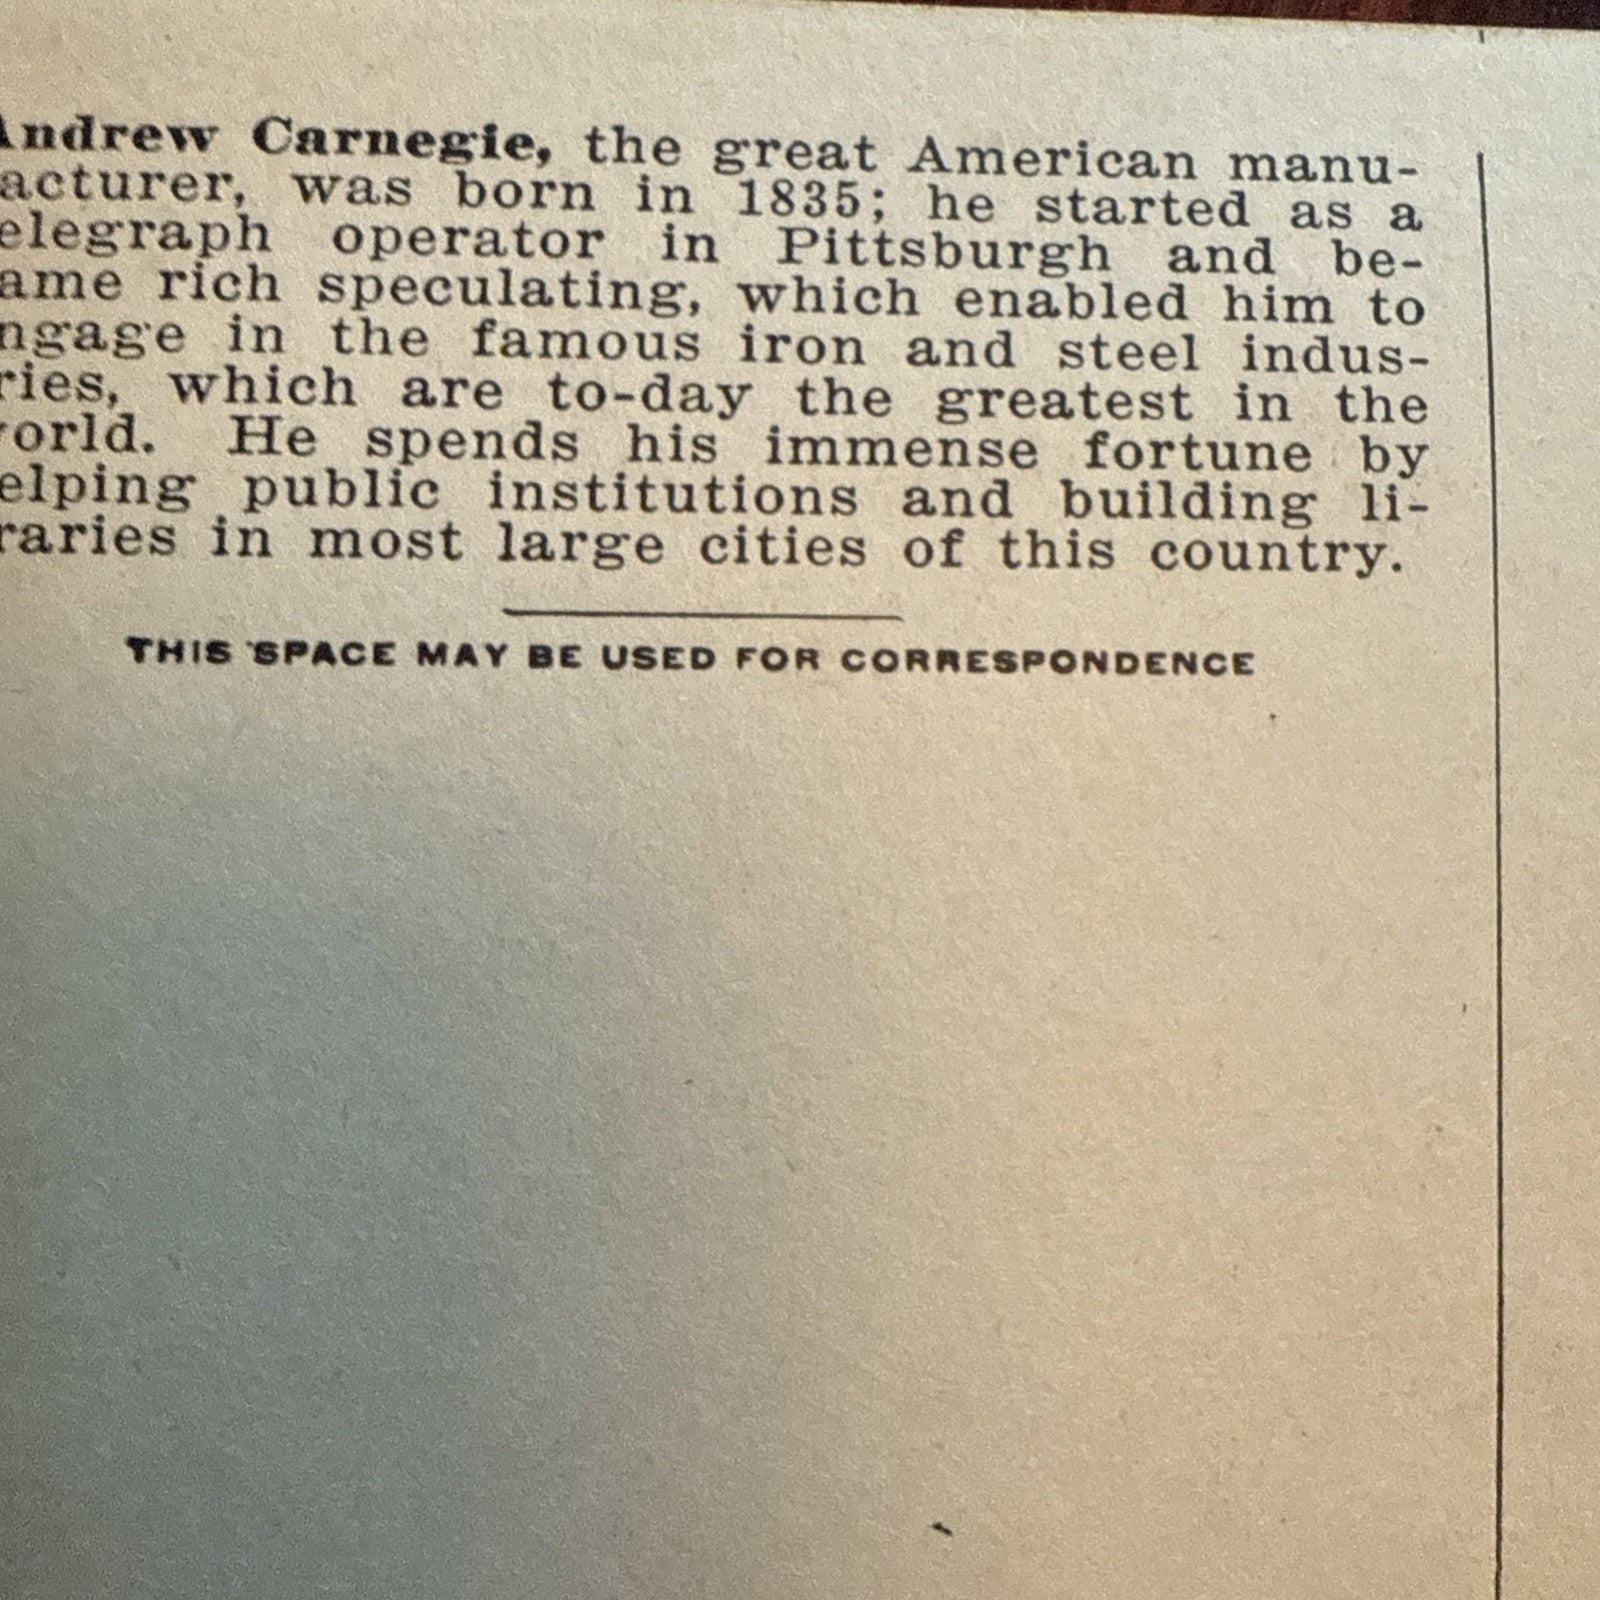 Andrew Carnegie, the great American manu-
acturer, was born in 1835; he started as a
elegraph operator in Pittsburgh and be-
ame rich speculating, which enabled him to
ngage in the famous iron and steel indus-
ries, which are to-day the greatest in the
orld. He spends his immense fortune by
elping public institutions and building li-
raries in most large cities of this country.
THIS SPACE MAY BE USED FOR CORRESPONDENCE